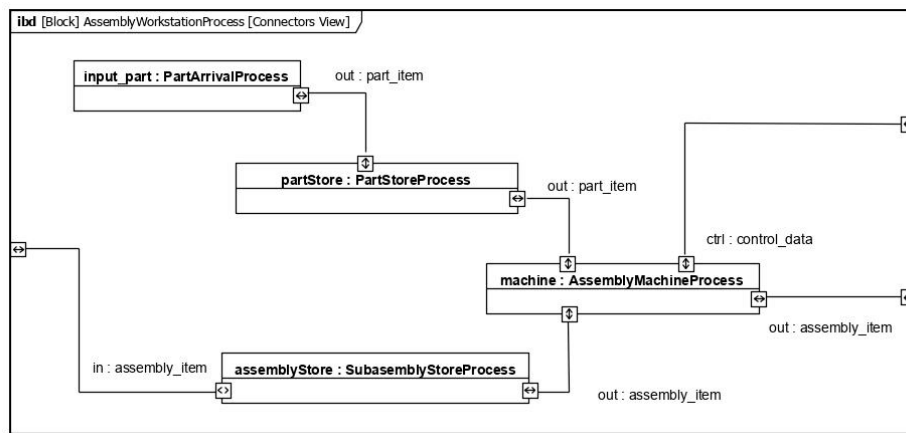 ibd [Block] AssemblyWorkstationProcess [Connectors View]
input_part : PartArrivalProcess
out : part_item
partStore : PartStoreProcess
out : part_item
ctrl : control_data
machine : AssemblyMachineProcess
out : assembly_item
in : assembly_item
assemblyStore : SubasemblyStoreProcess
out : assembly_item